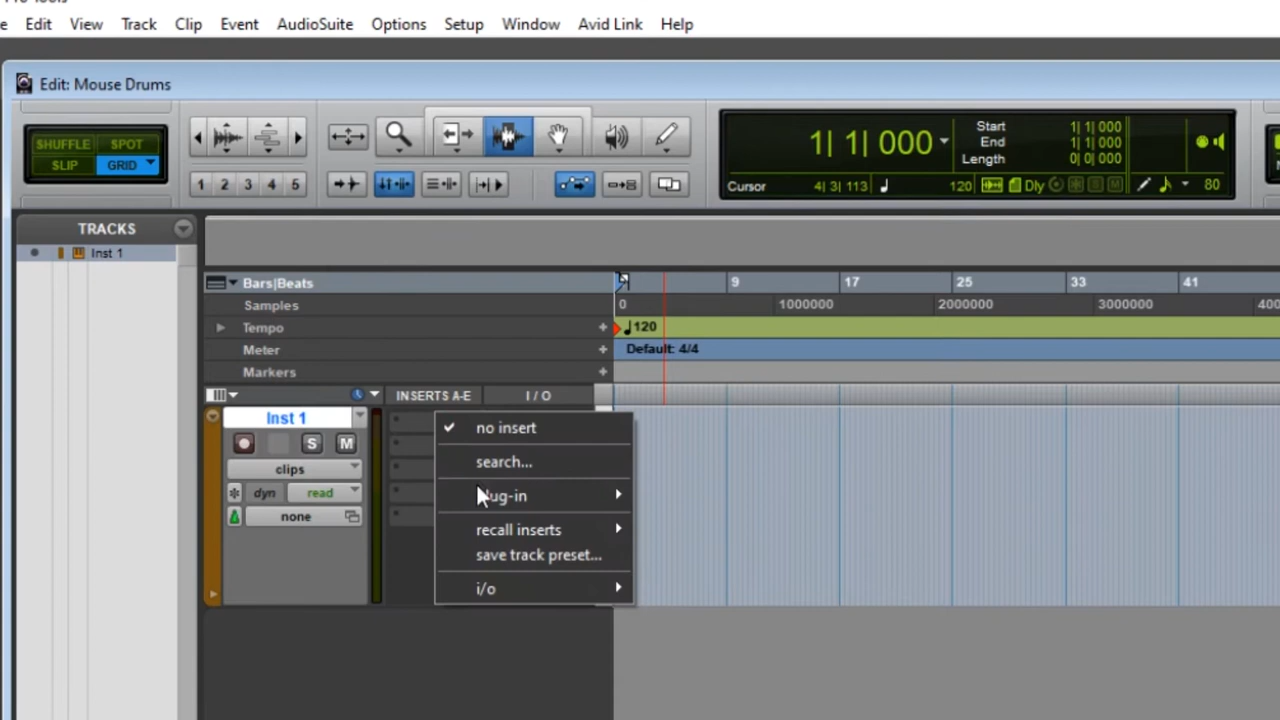 Edit View Track Clip Event AudioSuite Options Setup Window Avid Link Help
Edit: Mouse Drums
SHUFFLE SPOT
SLIP GRID
1 2 3 4 5
1| 1| 000
Start 1| 1| 000
End 1| 1| 000
Length 0| 0| 000
Cursor 4| 3| 113 120 Dly 80
TRACKS
Inst 1
Bars|Beats 9 17 25 33 41
Samples 0 1000000 2000000 3000000
Tempo 120
Meter Default: 4/4
Markers
INSERTS A-E I / O
Inst 1
S M
clips
dyn read
none
no insert
search...
plug-in
recall inserts
save track preset...
i/o